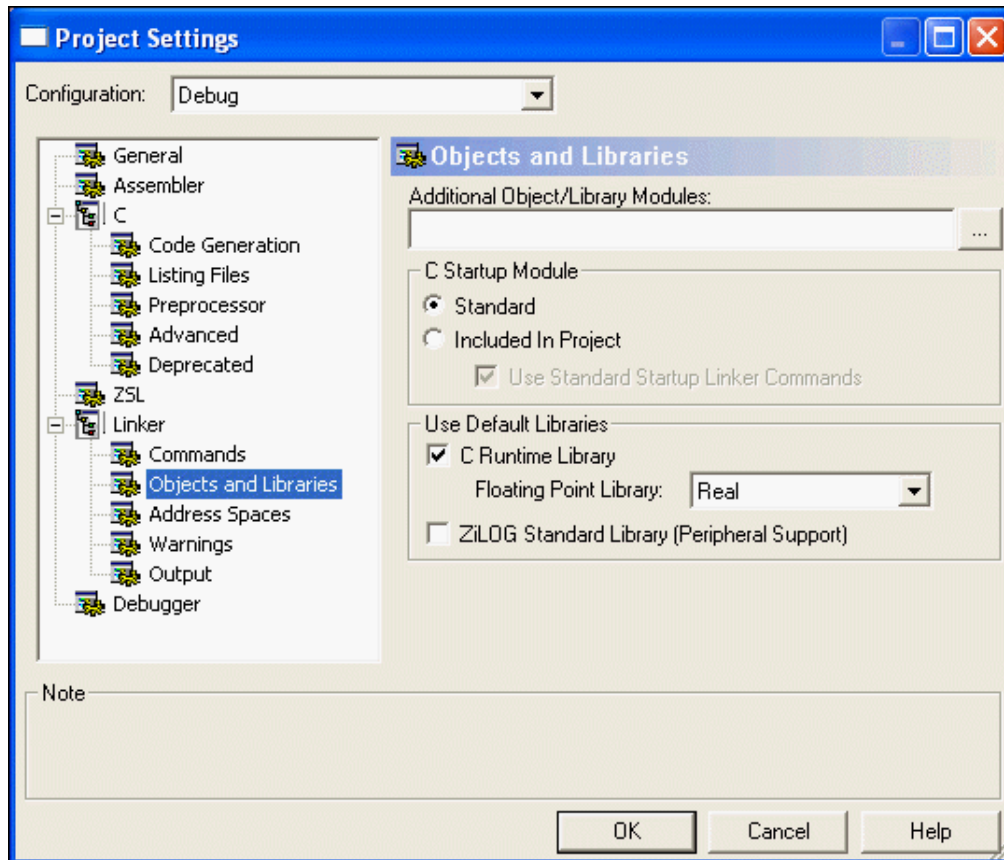 Project Settings
Configuration: Debug
General
Assembler
C
Code Generation
Listing Files
Preprocessor
Advanced
Deprecated
ZSL
Linker
Commands
Objects and Libraries
Address Spaces
Warnings
Output
Debugger
Objects and Libraries
Additional Object/Library Modules:
...
C Startup Module
Standard
Included In Project
Use Standard Startup Linker Commands
Use Default Libraries
C Runtime Library
Floating Point Library: Real
ZiLOG Standard Library (Peripheral Support)
Note
OK Cancel Help